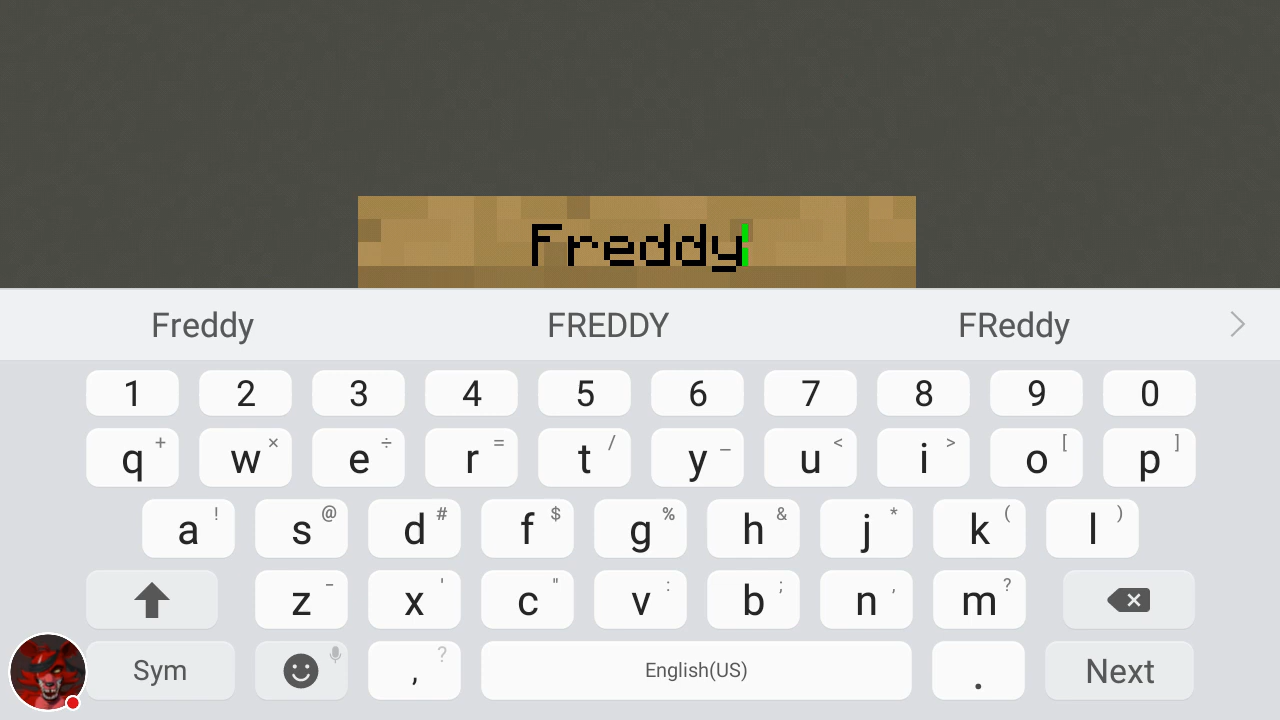 Freddy
Freddy FREDDY FReddy
1 2 3 4 5 6 7 8 9 0
q + w × e ÷ r = t / y _ u < i > o [ p ]
a ! s @ d # f $ g % h & j * k ( l )
z - x ' c " v : b ; n , m ?
Sym , ? English(US) . Next